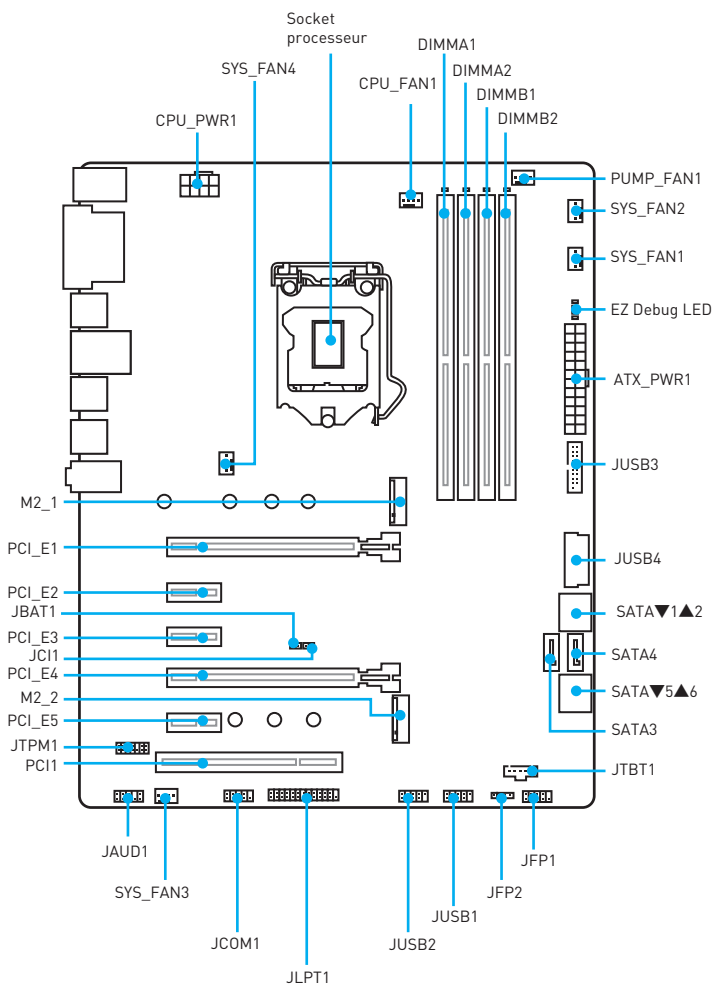 Socket
processeur
DIMMA1
SYS_FAN4
DIMMA2
CPU_FAN1
DIMMB1
DIMMB2
CPU_PWR1
PUMP_FAN1
SYS_FAN2
SYS_FAN1
EZ Debug LED
ATX_PWR1
JUSB3
M2_1
PCI_E1
JUSB4
PCI_E2
JBAT1
SATA▼1▲2
PCI_E3
JCI1
SATA4
PCI_E4
M2_2
SATA▼5▲6
PCI_E5
SATA3
JTPM1
PCI1
JTBT1
JAUD1
JFP1
SYS_FAN3
JFP2
JUSB1
JCOM1
JUSB2
JLPT1